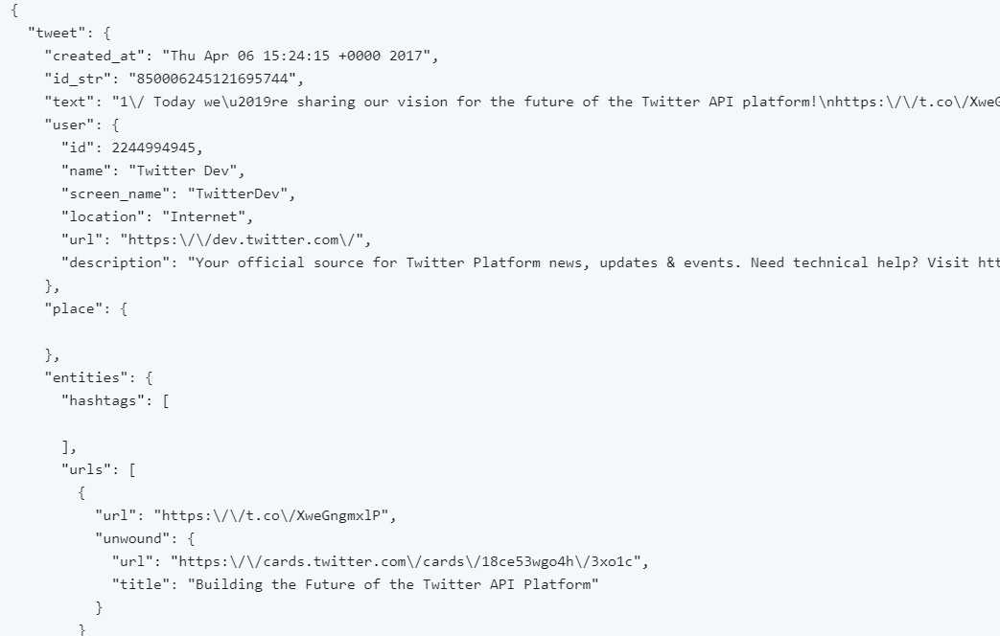 {
"tweet": {
"created_at": "Thu Apr 06 15:24:15 +0000 2017",
"id_str": "850006245121695744",
"text": "1\/ Today we\u2019re sharing our vision for the future of the Twitter API platform!\nhttps:\/\/t.co\/XweG
"user": {
"id": 2244994945,
"name": "Twitter Dev",
"screen_name": "TwitterDev",
"location": "Internet",
"url": "https:\/\/dev.twitter.com\/",
"description": "Your official source for Twitter Platform news, updates & events. Need technical help? Visit htt
},
"place": {
},
"entities": {
"hashtags": [
],
"urls": [
{
"url": "https:\/\/t.co\/XweGngmxlP",
"unwound": {
"url": "https:\/\/cards.twitter.com\/cards\/18ce53wgo4h\/3xo1c",
"title": "Building the Future of the Twitter API Platform"
}
}